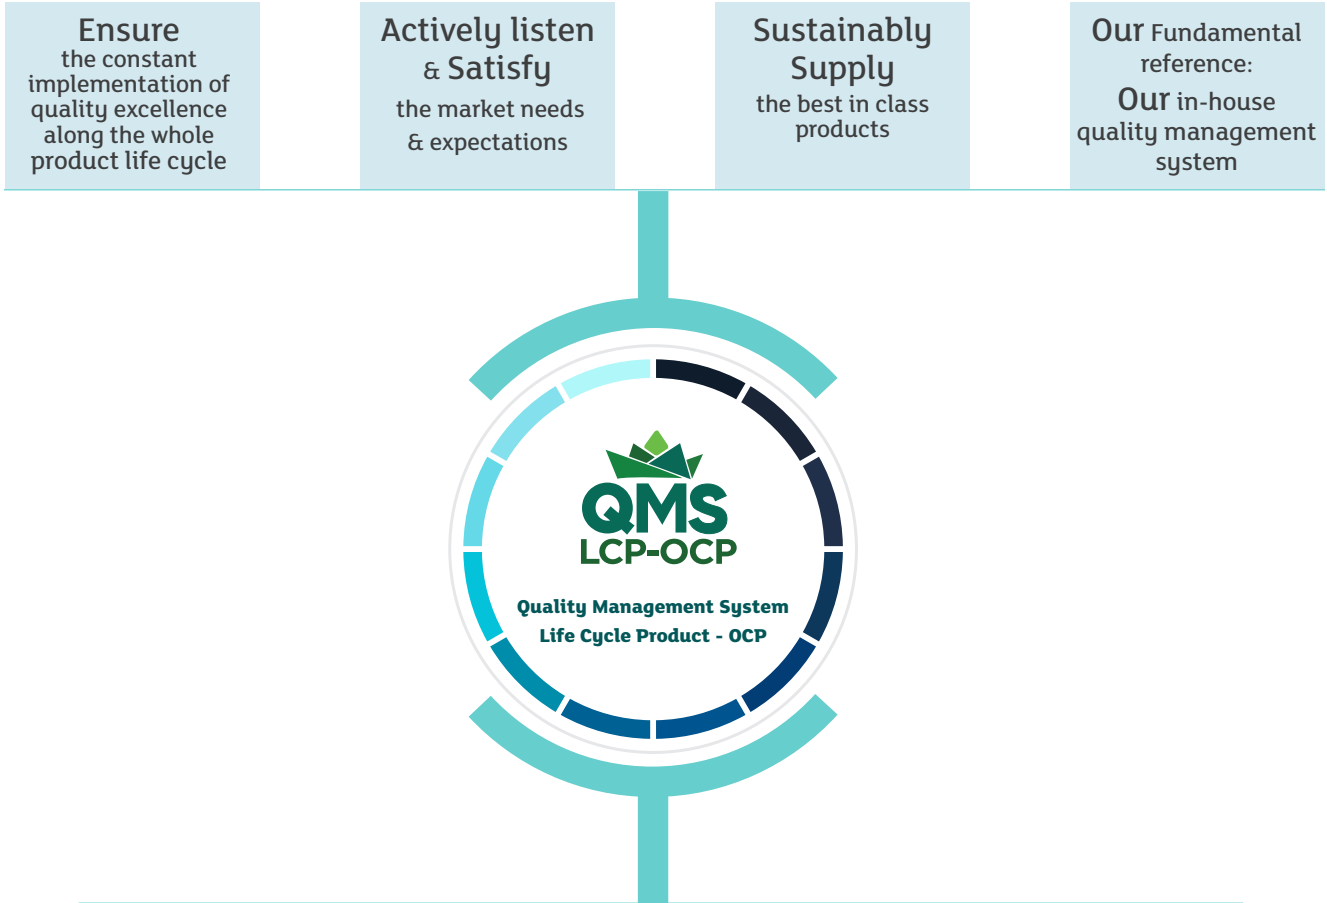 Ensure
the constant
implementation of
quality excellence
along the whole
product life cycle
Actively listen
& Satisfy
the market needs
& expectations
Sustainably
Supply
the best in class
products
Our Fundamental
reference:
Our in-house
quality management
system
QMS
LCP-OCP
Quality Management System
Life Cycle Product - OCP